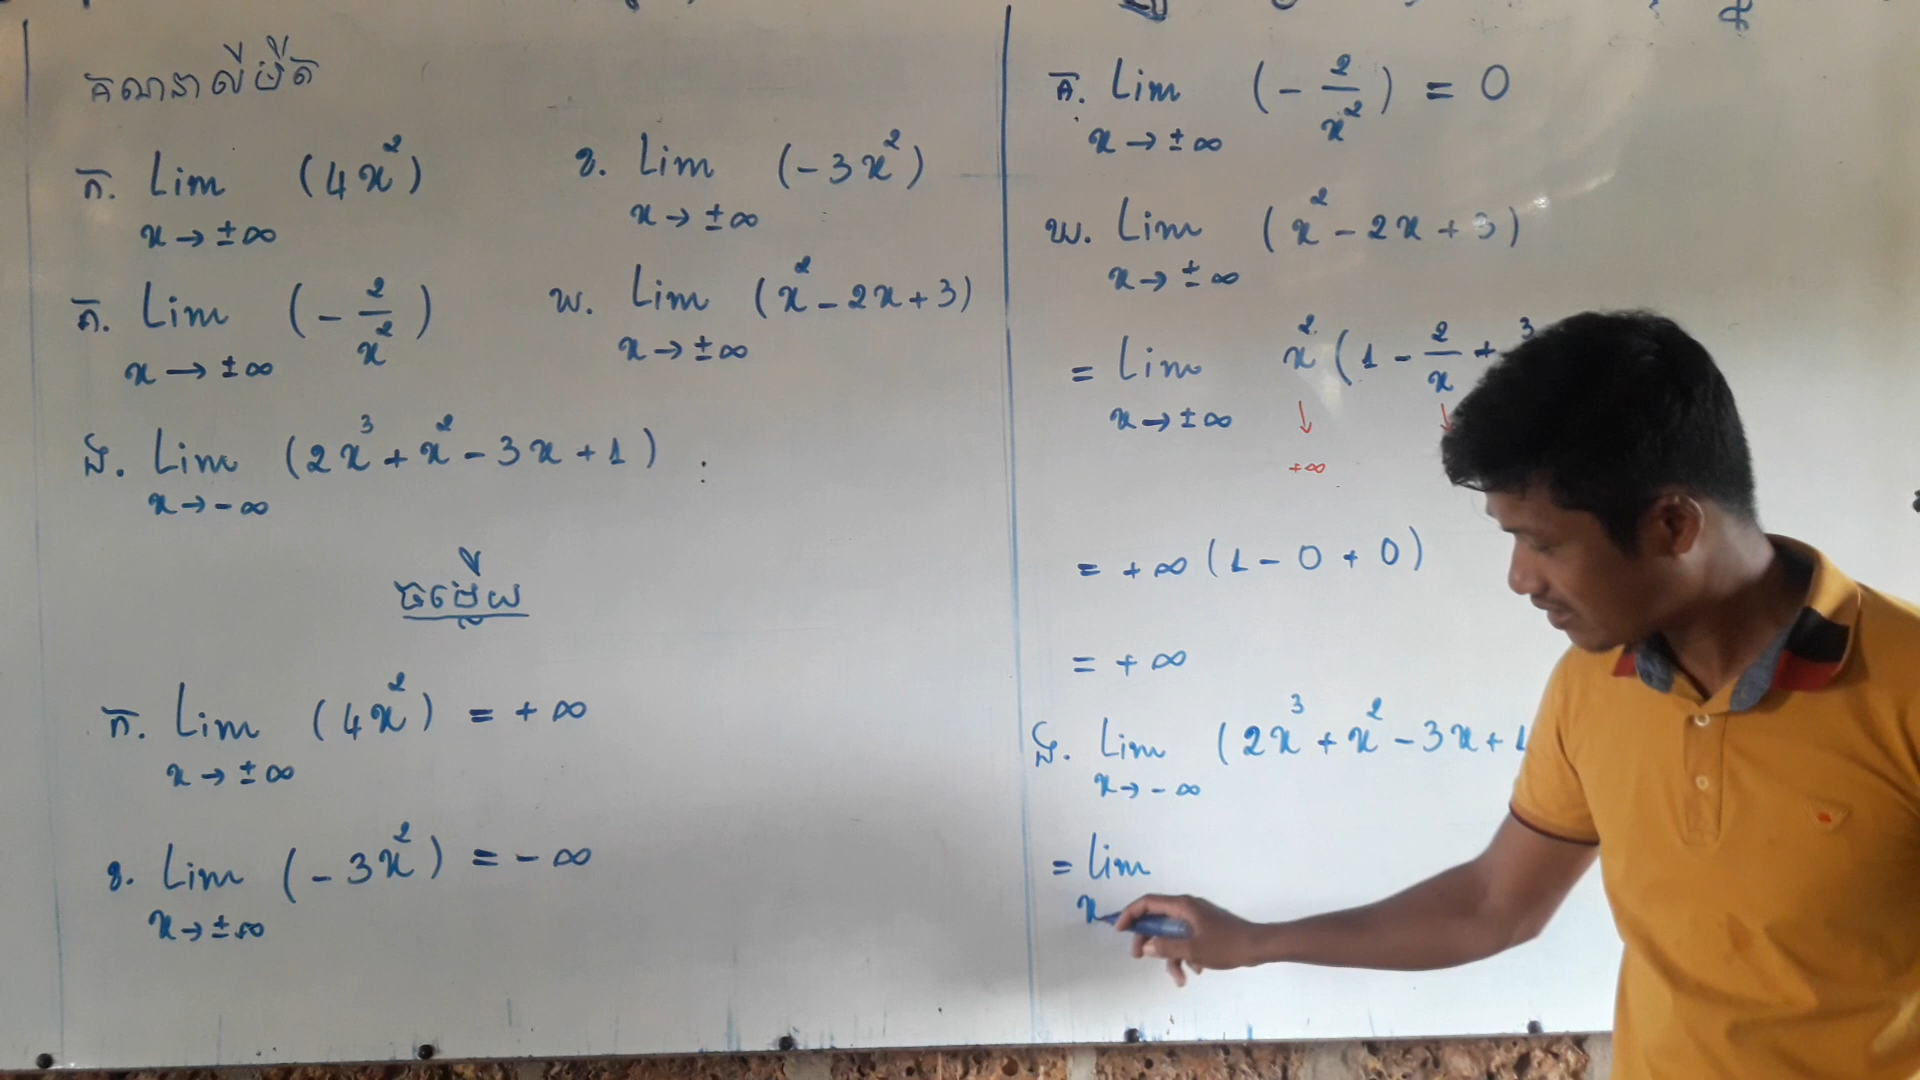 គណនាលីមីត
ក. Lim (4x²) ខ. Lim (-3x²)
x→±∞ x→±∞
គ. Lim (-2/x²) ឃ. Lim (x²-2x+3)
x→±∞ x→±∞
ង. Lim (2x³+x²-3x+1)
x→-∞
ចម្លើយ
ក. Lim (4x²) = +∞
x→±∞
ខ. Lim (-3x²) = -∞
x→±∞
គ. Lim (-2/x²) = 0
x→±∞
ឃ. Lim (x²-2x+3)
x→±∞
= Lim x²(1-2/x+3
x→±∞ ↓ ↓
+∞
= +∞(1-0+0)
= +∞
ង. Lim (2x³+x²-3x+1
x→-∞
= lim
x